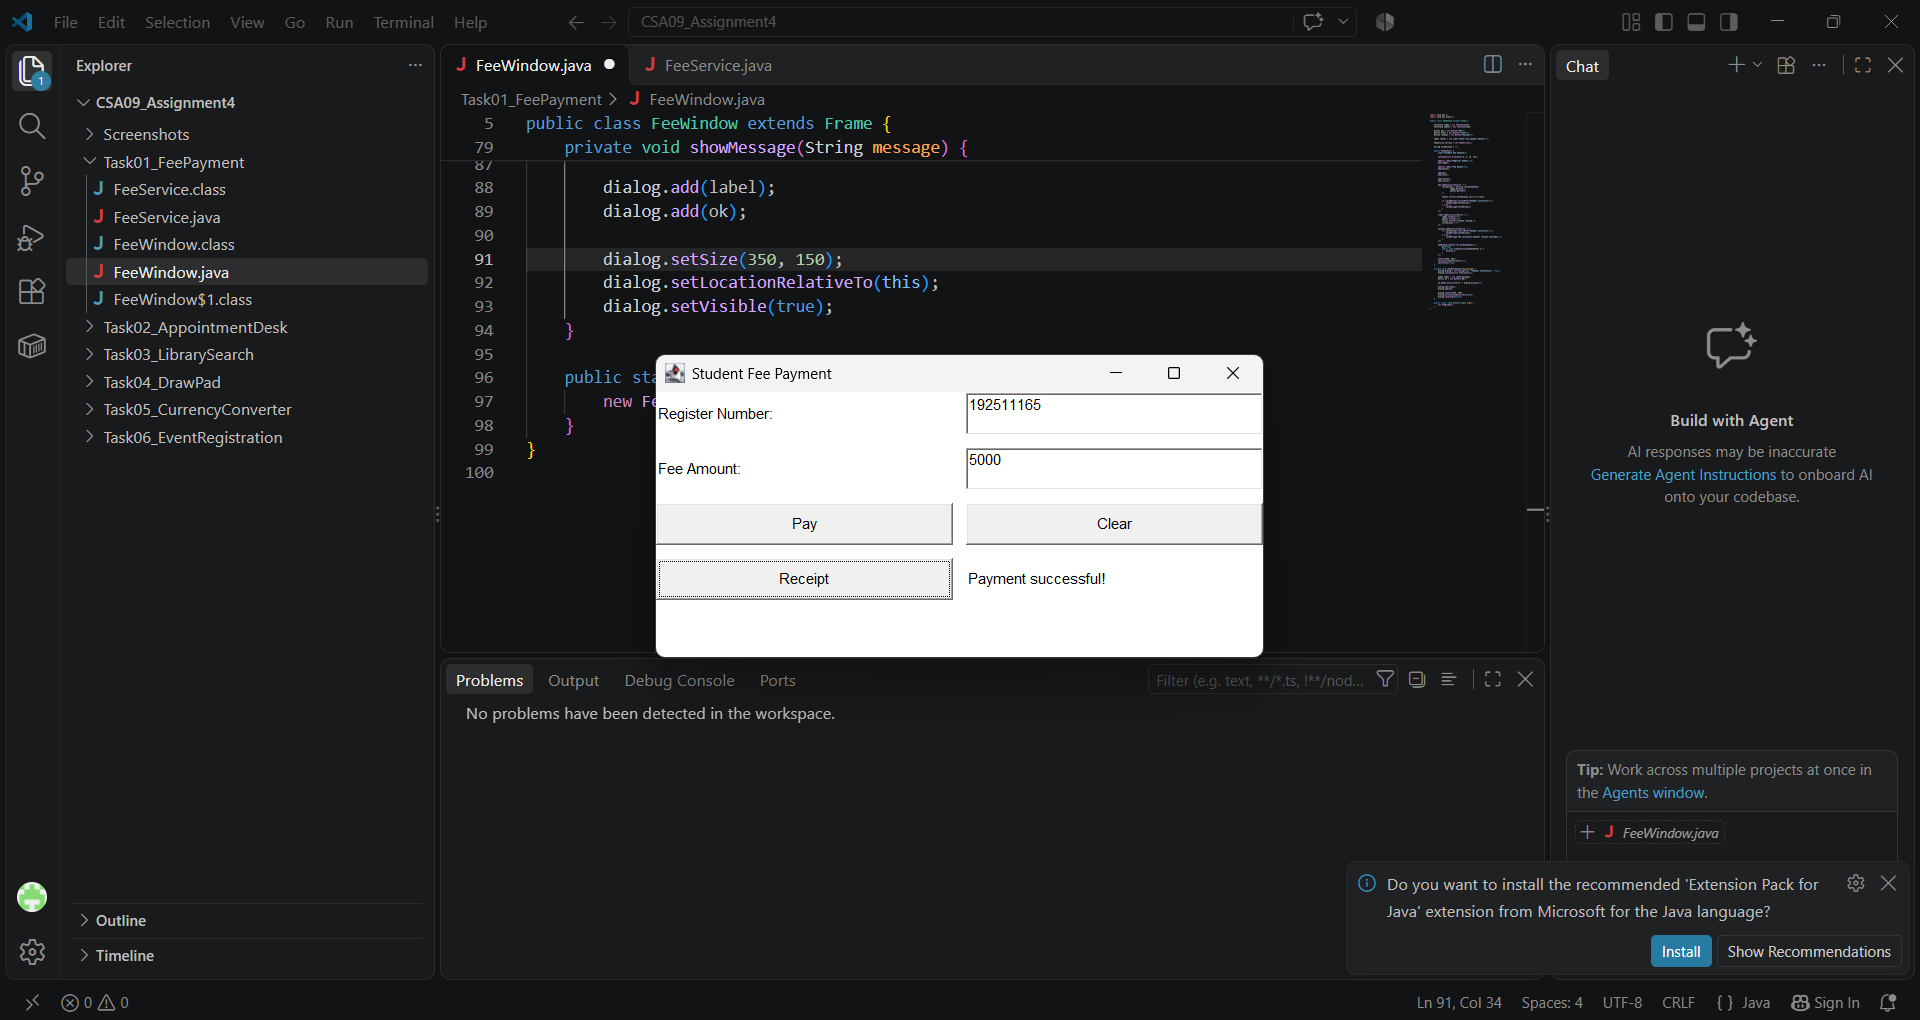 File Edit Selection View Go Run Terminal Help
CSA09_Assignment4
Explorer
1
CSA09_Assignment4
Screenshots
Task01_FeePayment
J FeeService.class
J FeeService.java
J FeeWindow.class
J FeeWindow.java
J FeeWindow$1.class
Task02_AppointmentDesk
Task03_LibrarySearch
Task04_DrawPad
Task05_CurrencyConverter
Task06_EventRegistration
Outline
Timeline
J FeeWindow.java
J FeeService.java
Task01_FeePayment > J FeeWindow.java
5 public class FeeWindow extends Frame {
79 private void showMessage(String message) {
87
88 dialog.add(label);
89 dialog.add(ok);
90
91 dialog.setSize(350, 150);
92 dialog.setLocationRelativeTo(this);
93 dialog.setVisible(true);
94 }
95
96 public sta
97 new Fe
98 }
99 }
100
Student Fee Payment
Register Number:
192511165
Fee Amount:
5000
Pay
Clear
Receipt
Payment successful!
Problems Output Debug Console Ports
Filter (e.g. text, **/*.ts, !**/nod...
No problems have been detected in the workspace.
Chat
Build with Agent
AI responses may be inaccurate
Generate Agent Instructions to onboard AI
onto your codebase.
Tip: Work across multiple projects at once in
the Agents window.
J FeeWindow.java
Do you want to install the recommended 'Extension Pack for
Java' extension from Microsoft for the Java language?
Install
Show Recommendations
0 0
Ln 91, Col 34
Spaces: 4
UTF-8
CRLF
{ } Java
Sign In